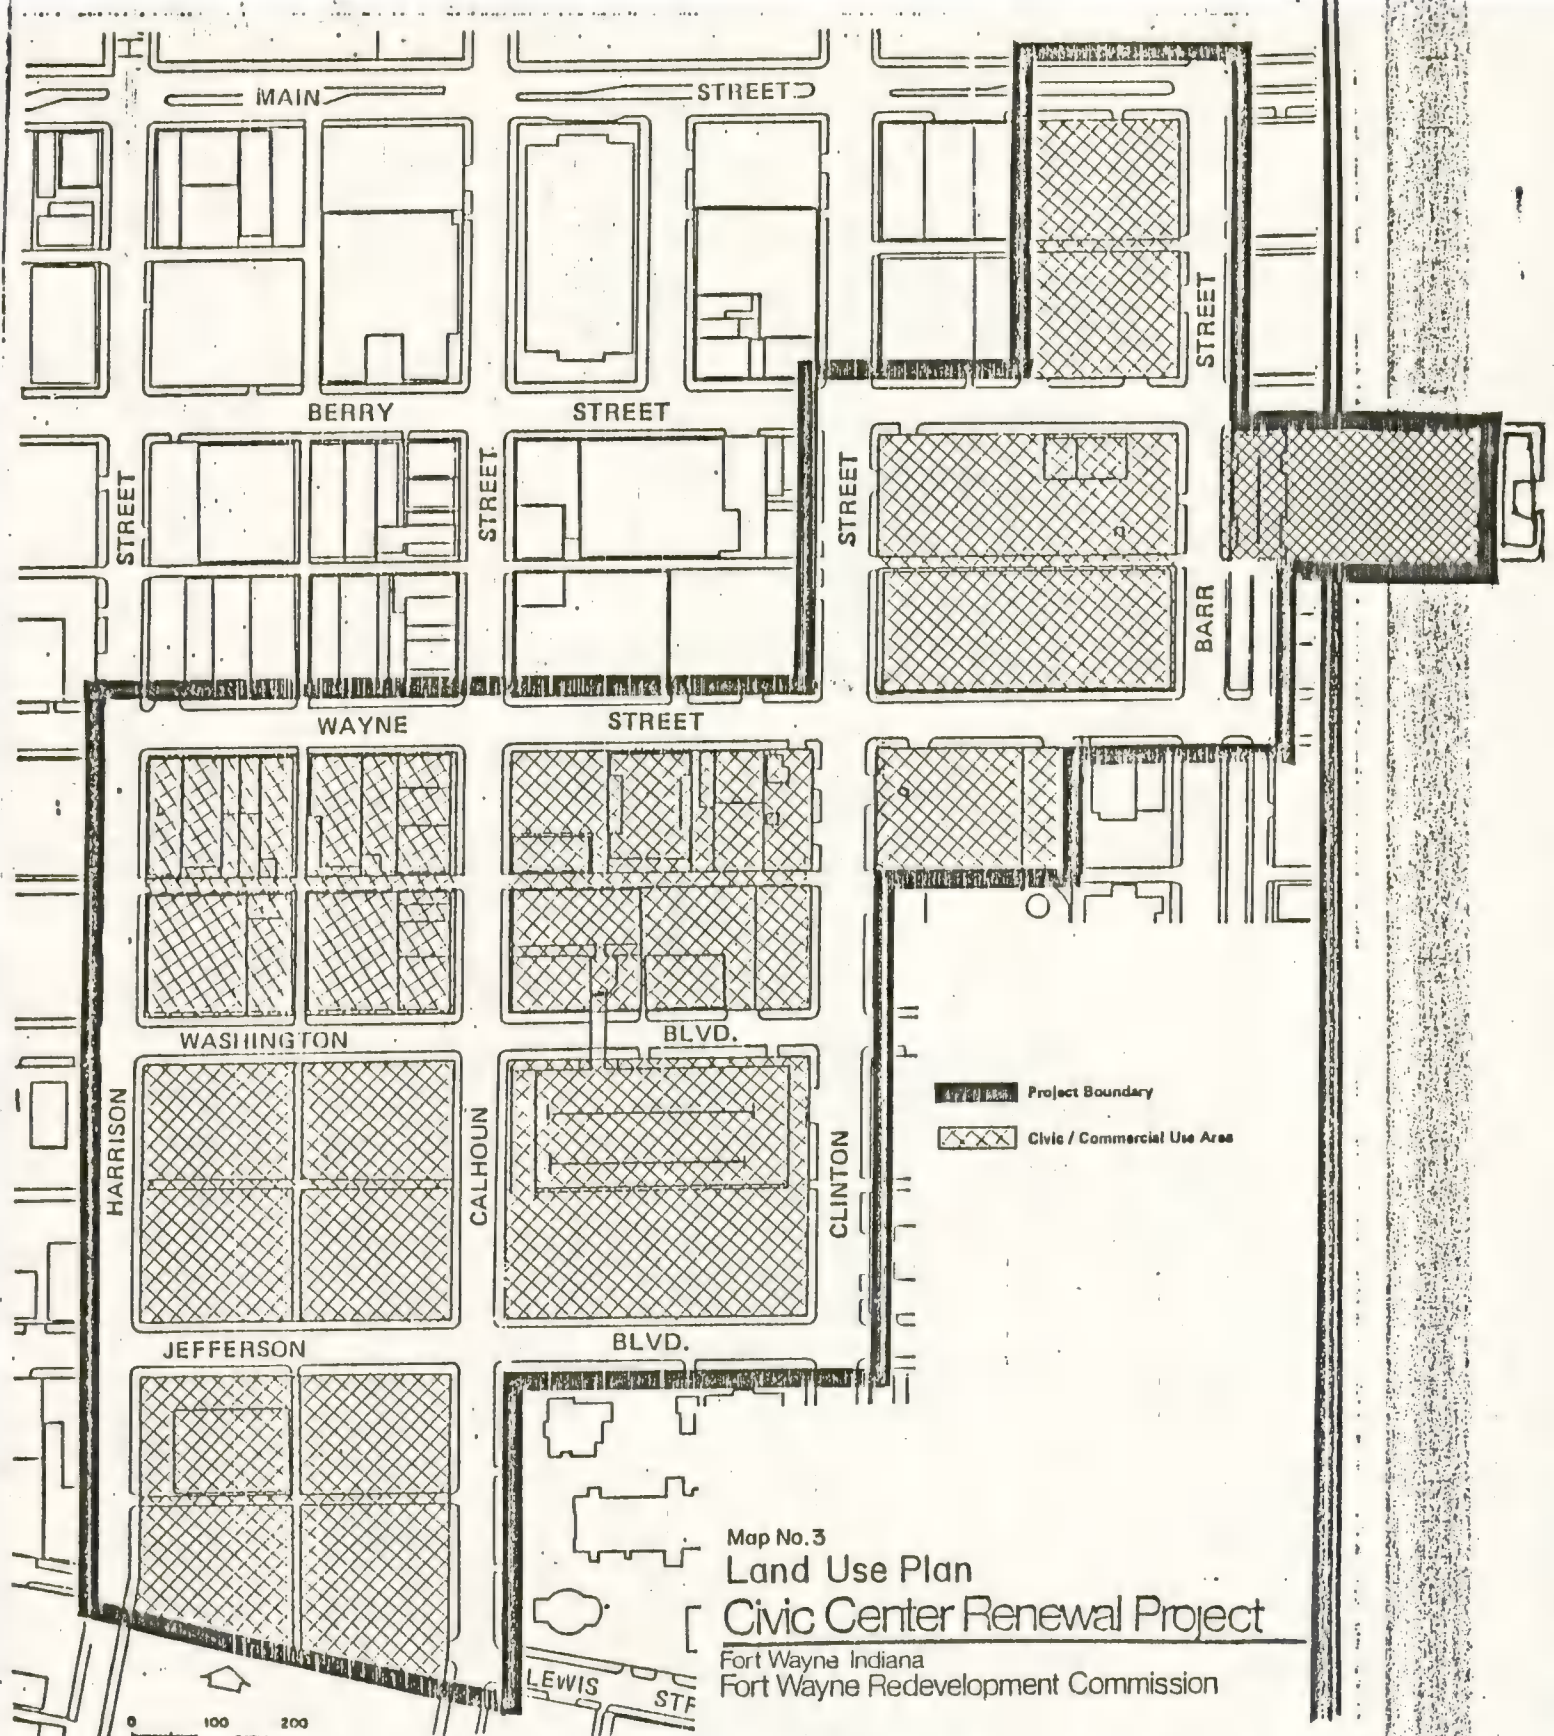 MAIN STREET
STREET
BERRY STREET
STREET
STREET
STREET
BARR
WAYNE STREET
WASHINGTON BLVD.
HARRISON
CALHOUN
CLINTON
Project Boundary
Civic / Commercial Use Area
JEFFERSON BLVD.
Map No.3
Land Use Plan
Civic Center Renewal Project
Fort Wayne Indiana
Fort Wayne Redevelopment Commission
LEWIS STR
0 100 200